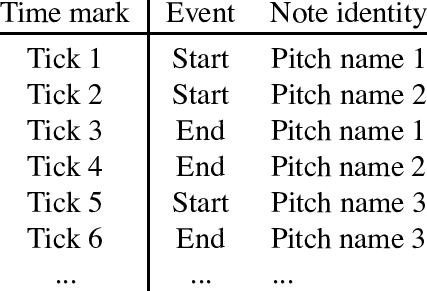 Time mark Event Note identity
Tick 1 Start Pitch name 1
Tick 2 Start Pitch name 2
Tick 3 End Pitch name 1
Tick 4 End Pitch name 2
Tick 5 Start Pitch name 3
Tick 6 End Pitch name 3
... ... ...